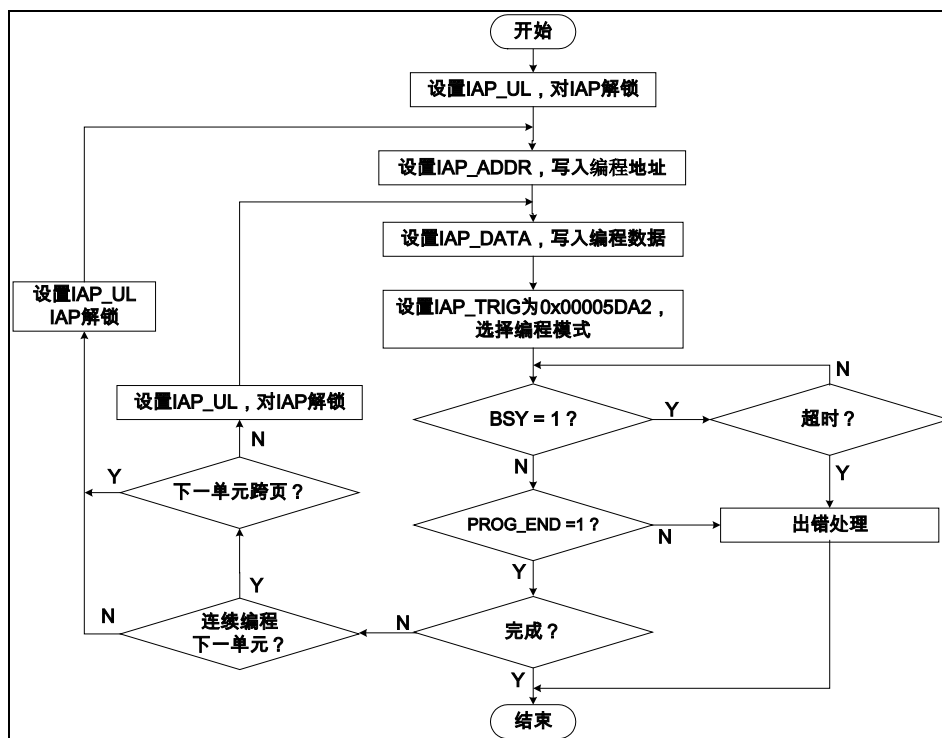 开始
设置IAP_UL，对IAP解锁
设置IAP_ADDR，写入编程地址
设置IAP_DATA，写入编程数据
设置IAP_UL
IAP解锁
设置IAP_TRIG为0x00005DA2，
选择编程模式
N
设置IAP_UL，对IAP解锁
BSY = 1？
Y
超时？
N
Y
N
Y
下一单元跨页？
PROG_END =1？
N
出错处理
Y
Y
N
连续编程
下一单元？
N
完成？
Y
结束